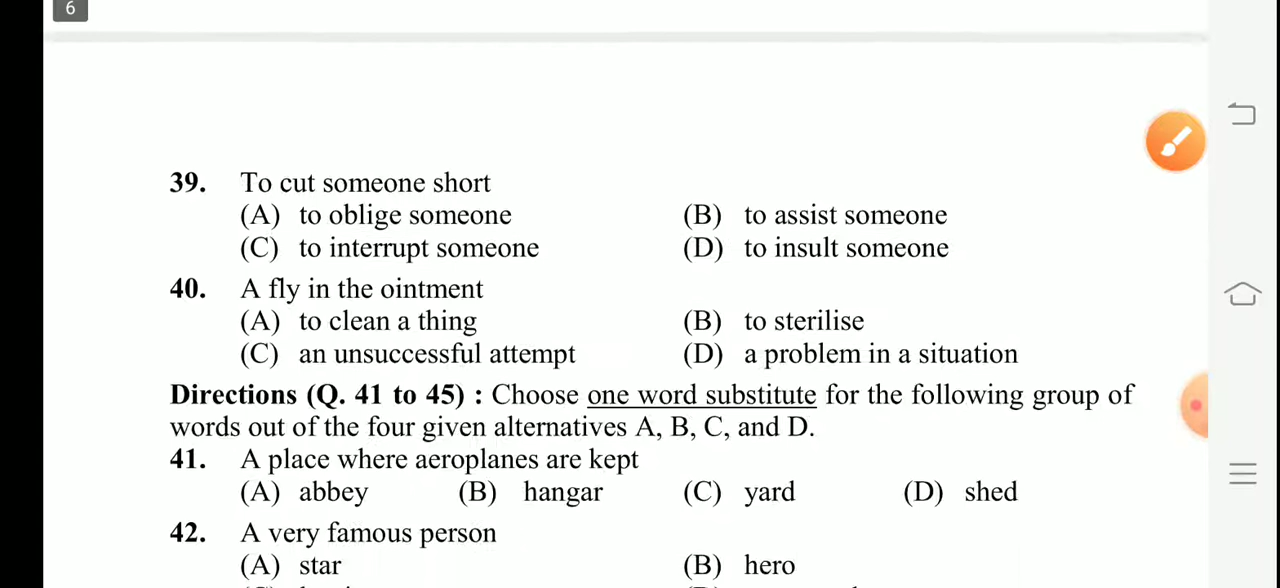 6
39. To cut someone short
(A) to oblige someone (B) to assist someone
(C) to interrupt someone (D) to insult someone
40. A fly in the ointment
(A) to clean a thing (B) to sterilise
(C) an unsuccessful attempt (D) a problem in a situation
Directions (Q. 41 to 45) : Choose one word substitute for the following group of
words out of the four given alternatives A, B, C, and D.
41. A place where aeroplanes are kept
(A) abbey (B) hangar (C) yard (D) shed
42. A very famous person
(A) star (B) hero